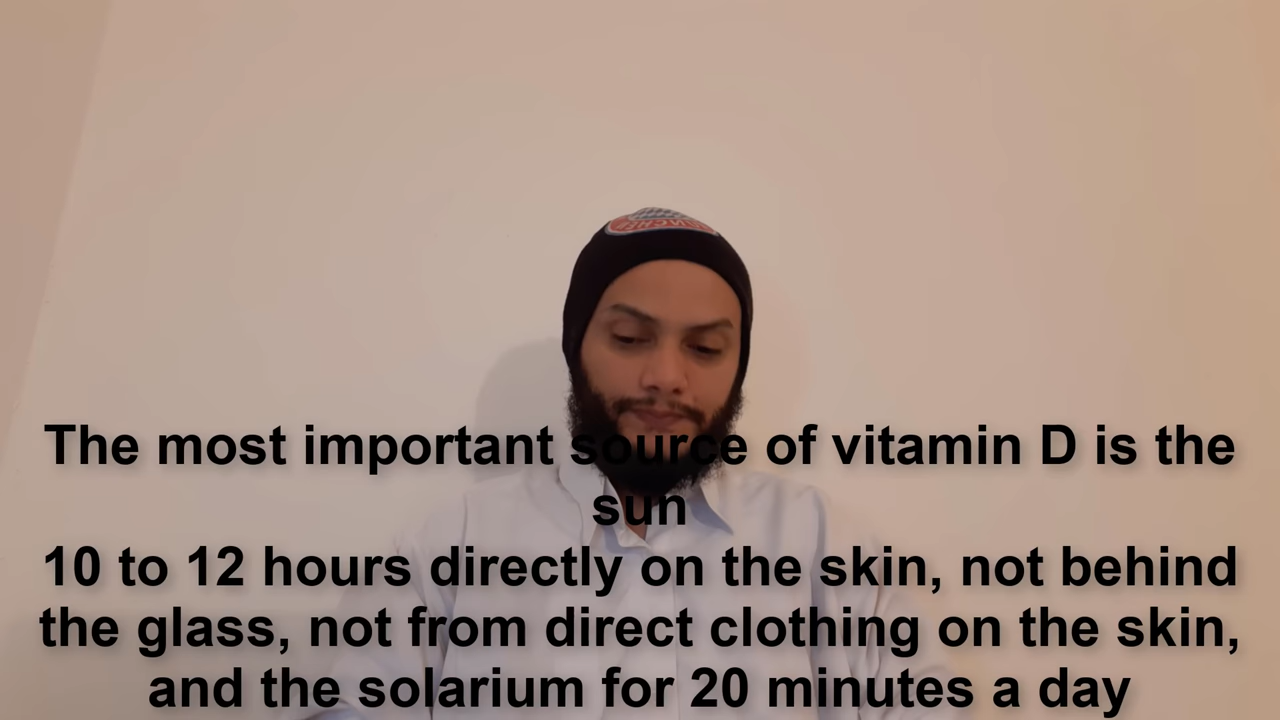 The most important source of vitamin D is the
sun
10 to 12 hours directly on the skin, not behind
the glass, not from direct clothing on the skin,
and the solarium for 20 minutes a day